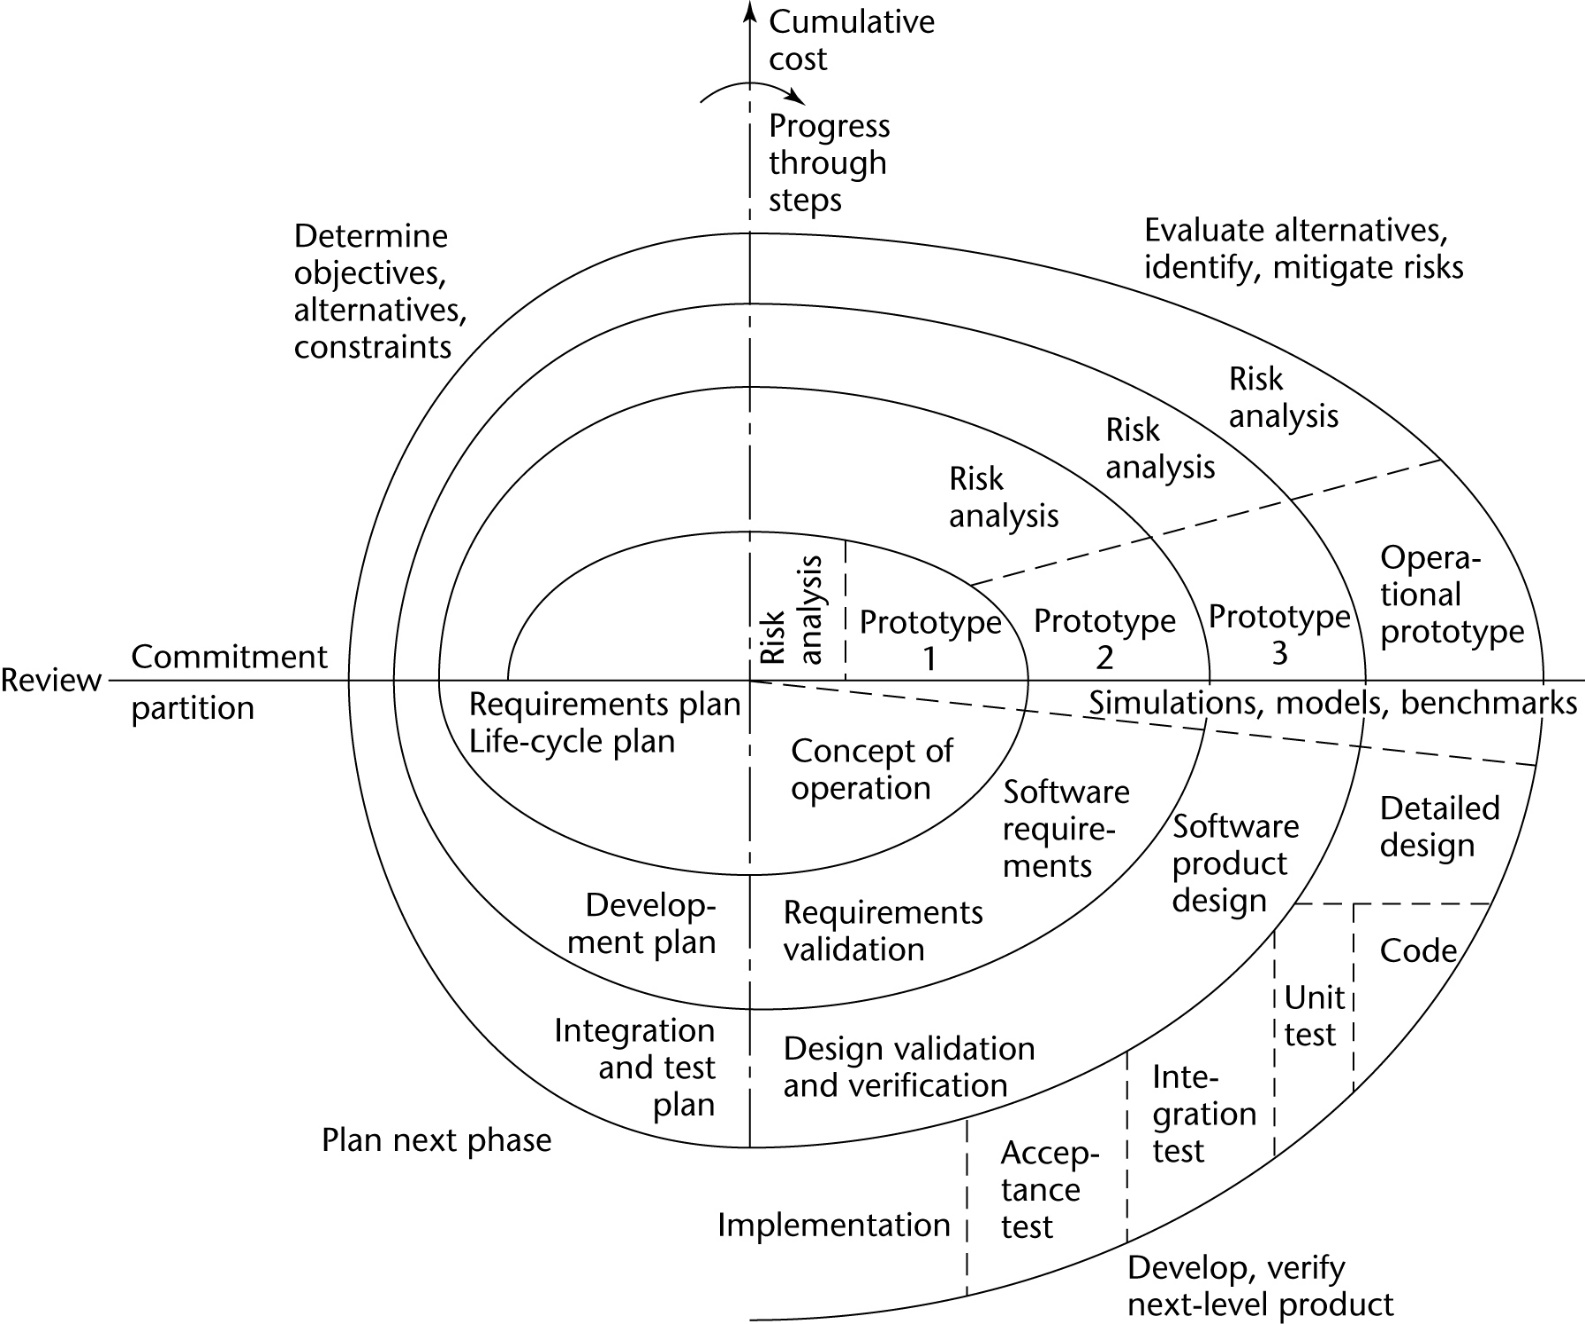 Cumulative
cost
Progress
through
steps
Determine
objectives,
alternatives,
constraints
Evaluate alternatives,
identify, mitigate risks
Risk
analysis
Risk
analysis
Risk
analysis
Risk
analysis
Prototype
1
Prototype
2
Prototype
3
Opera-
tional
prototype
Review
Commitment
partition
Requirements plan
Life-cycle plan
Simulations, models, benchmarks
Concept of
operation
Software
require-
ments
Software
product
design
Detailed
design
Develop-
ment plan
Requirements
validation
Code
Unit
test
Integration
and test
plan
Design validation
and verification
Inte-
gration
test
Plan next phase
Accep-
tance
test
Implementation
Develop, verify
next-level product